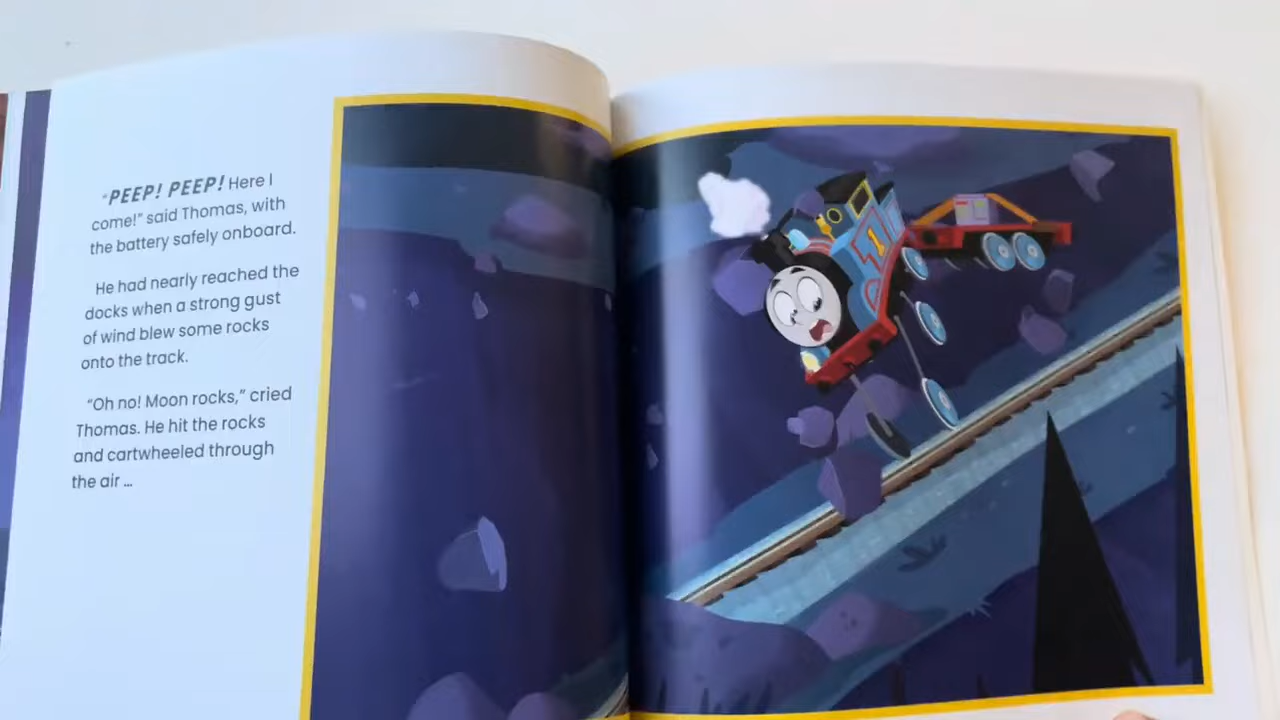 “PEEP! PEEP! Here I
come!” said Thomas, with
the battery safely onboard.
He had nearly reached the
docks when a strong gust
of wind blew some rocks
onto the track.
“Oh no! Moon rocks,” cried
Thomas. He hit the rocks
and cartwheeled through
the air ...
1